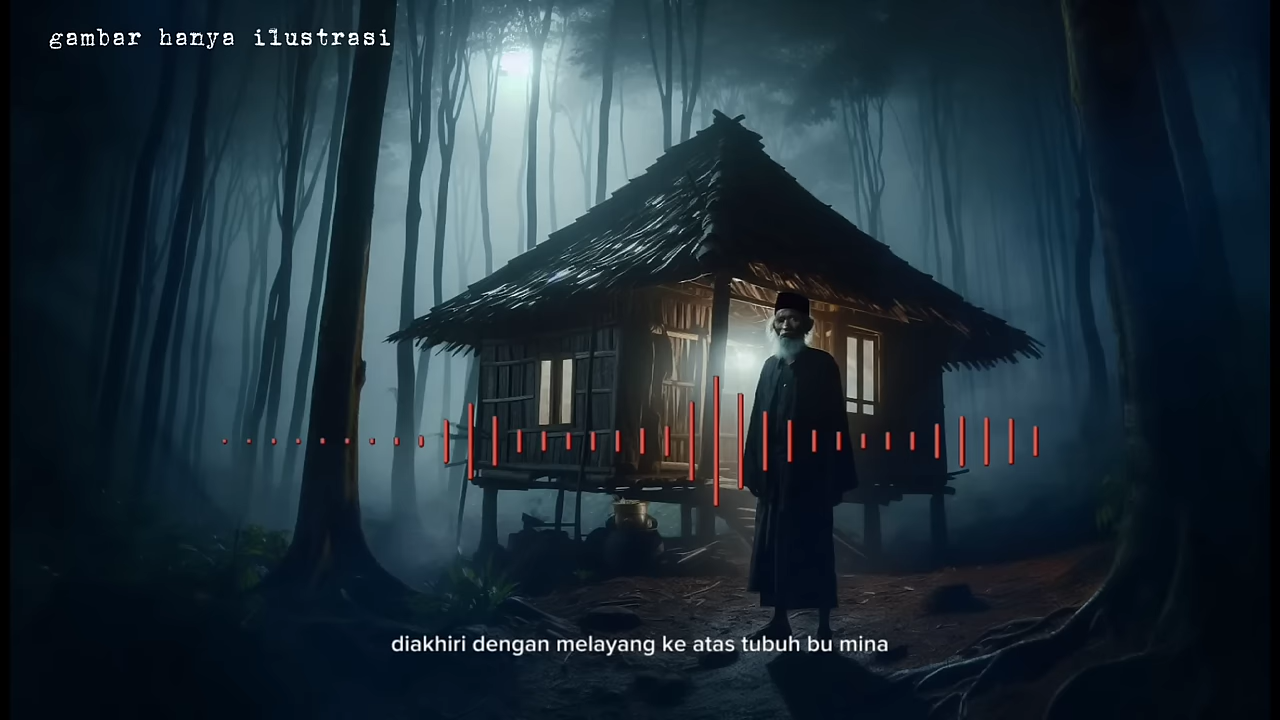 gambar hanya ilustrasi
diakhiri dengan melayang ke atas tubuh bu mina